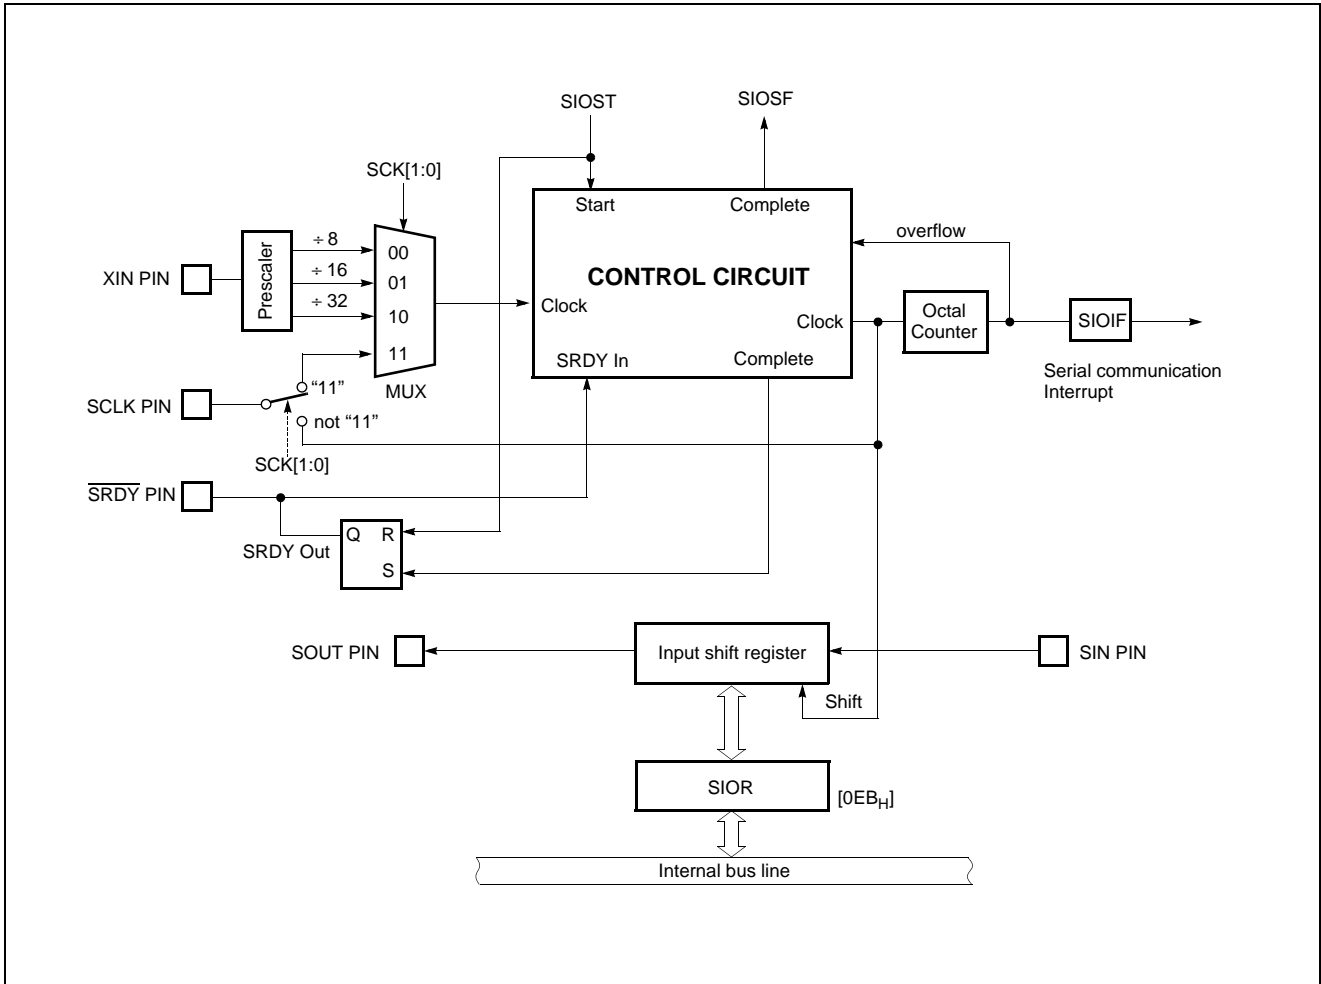 SIOST
SIOSF
SCK[1:0]
Start
Complete
÷ 8
overflow
Prescaler
00
XIN PIN
÷ 16
01
CONTROL CIRCUIT
÷ 32
10
Clock
Clock
Octal
Counter
SIOIF
11
SRDY In
Complete
MUX
Serial communication
Interrupt
"11"
SCLK PIN
not "11"
SCK[1:0]
SRDY PIN
Q R
SRDY Out
S
SOUT PIN
Input shift register
SIN PIN
Shift
SIOR
[0EBH]
Internal bus line